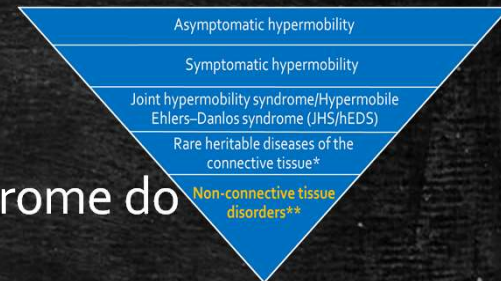 Asymptomatic hypermobility
Symptomatic hypermobility
Joint hypermobility syndrome/Hypermobile
Ehlers–Danlos syndrome (JHS/hEDS)
Rare heritable diseases of the
connective tissue*
Non-connective tissue
disorders**
rome do